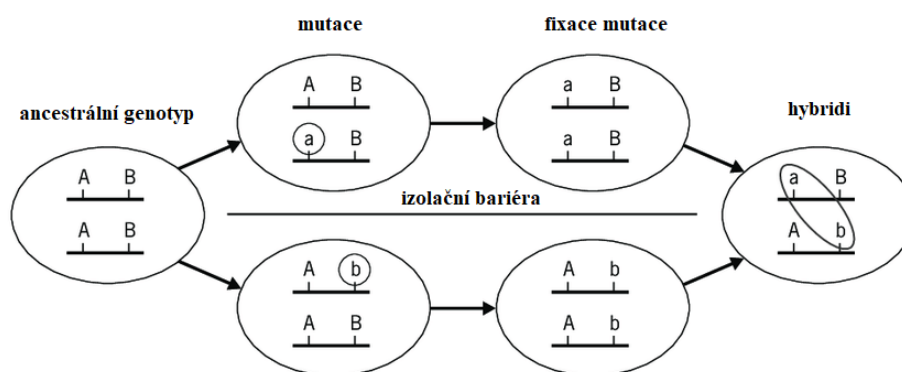 mutace
fixace mutace
ancestrální genotyp
hybridi
A B
a B
a B
a B
A B
A B
izolační bariéra
a B
A b
A b
A B
A b
A b